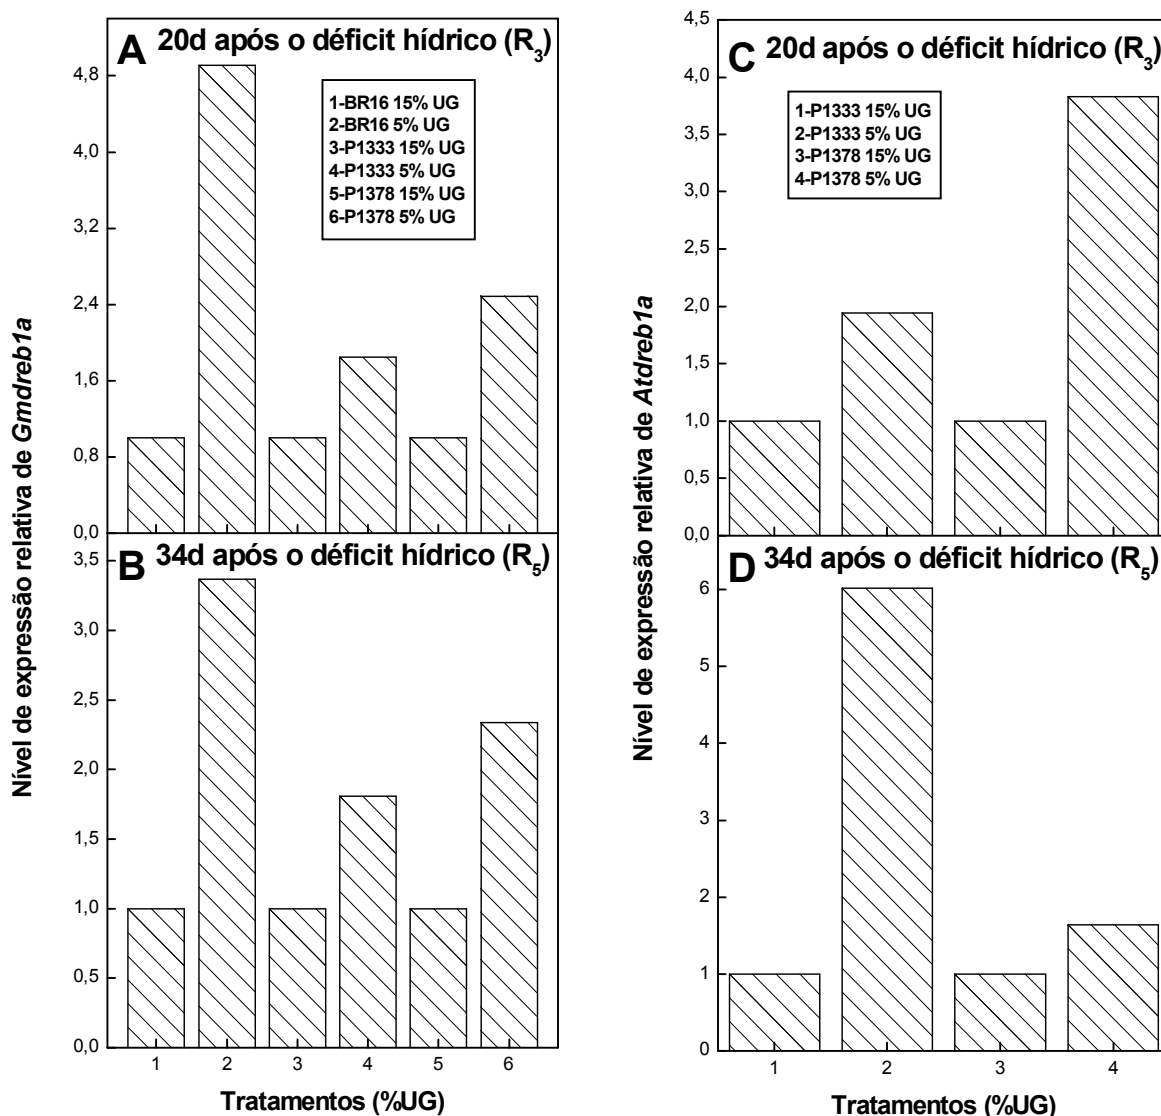 A 20d após o déficit hídrico (R3)
4,8
4,0
3,2
2,4
1,6
0,8
0,0
1-BR16 15% UG
2-BR16 5% UG
3-P1333 15% UG
4-P1333 5% UG
5-P1378 15% UG
6-P1378 5% UG
B 34d após o déficit hídrico (R5)
3,5
3,0
2,5
2,0
1,5
1,0
0,5
0,0
1 2 3 4 5 6
Tratamentos (%UG)
Nível de expressão relativa de Gmdreb1a
C 20d após o déficit hídrico (R3)
4,5
4,0
3,5
3,0
2,5
2,0
1,5
1,0
0,5
0,0
1-P1333 15% UG
2-P1333 5% UG
3-P1378 15% UG
4-P1378 5% UG
D 34d após o déficit hídrico (R5)
6
5
4
3
2
1
0
1 2 3 4
Tratamentos (%UG)
Nível de expressão relativa de Atdreb1a